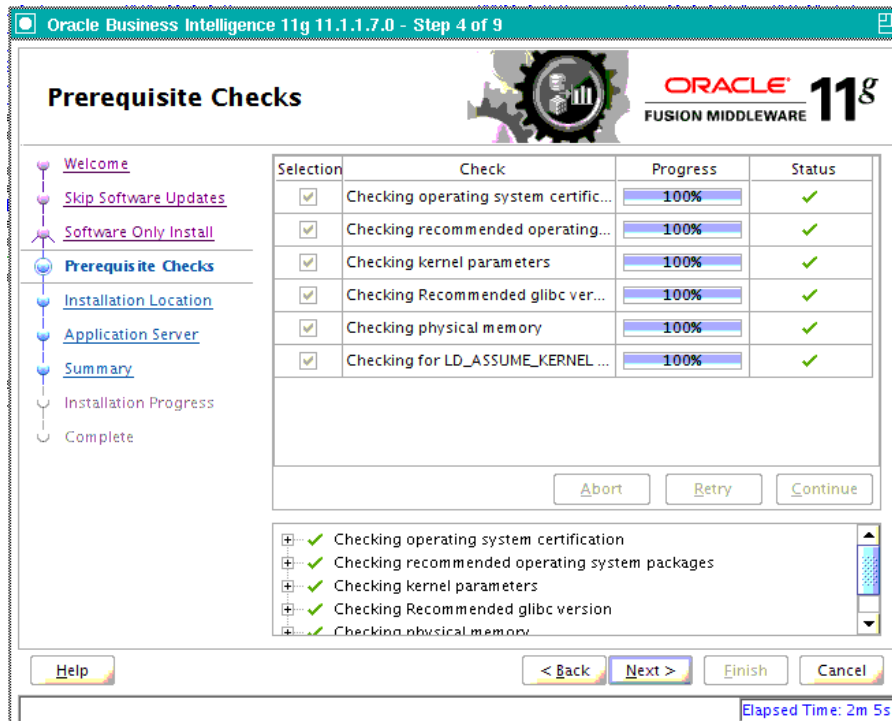 Oracle Business Intelligence 11g 11.1.1.7.0 - Step 4 of 9
Prerequisite Checks
ORACLE
FUSION MIDDLEWARE
11g
Welcome
Skip Software Updates
Software Only Install
Prerequisite Checks
Installation Location
Application Server
Summary
Installation Progress
Complete
Selection Check Progress Status
Checking operating system certific... 100%
Checking recommended operating... 100%
Checking kernel parameters 100%
Checking Recommended glibc ver... 100%
Checking physical memory 100%
Checking for LD_ASSUME_KERNEL ... 100%
Abort Retry Continue
Checking operating system certification
Checking recommended operating system packages
Checking kernel parameters
Checking Recommended glibc version
Checking physical memory
Help < Back Next > Finish Cancel
Elapsed Time: 2m 5s